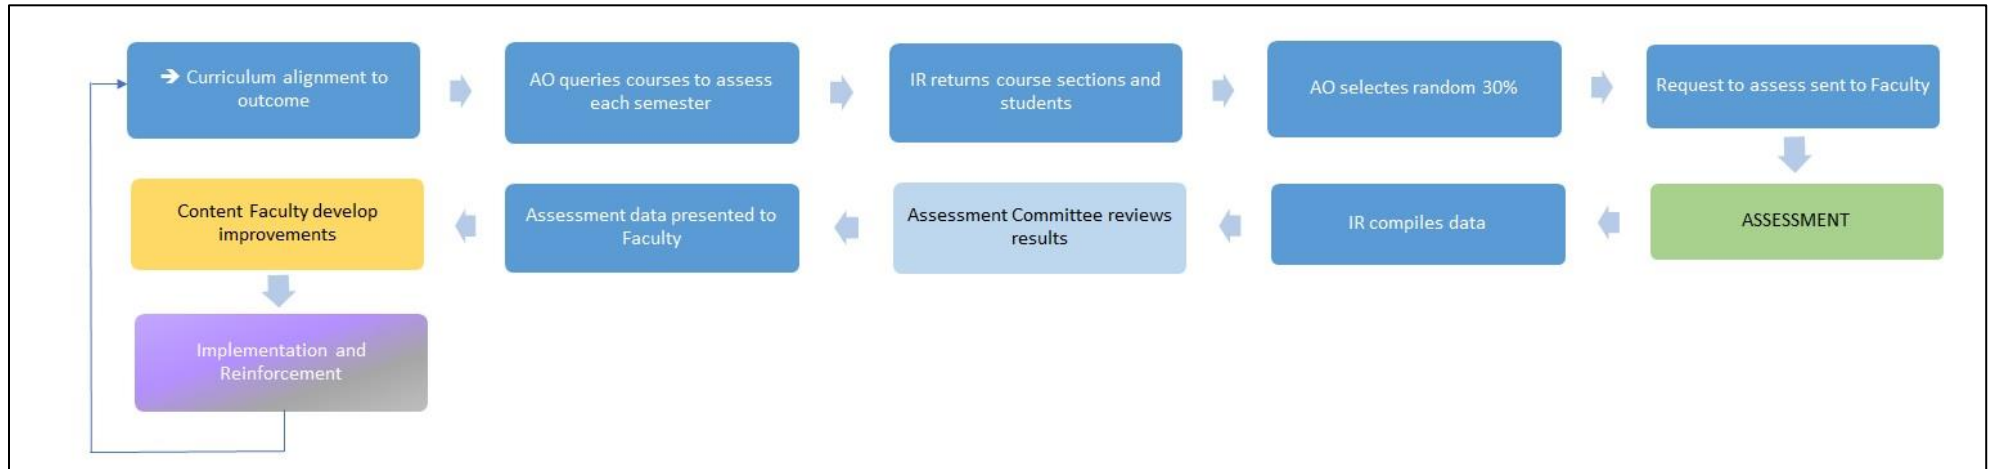 ➔ Curriculum alignment to
outcome
AO queries courses to assess
each semester
IR returns course sections and
students
AO selectes random 30%
Request to assess sent to Faculty
Content Faculty develop
improvements
Assessment data presented to
Faculty
Assessment Committee reviews
results
IR compiles data
ASSESSMENT
Implementation and
Reinforcement